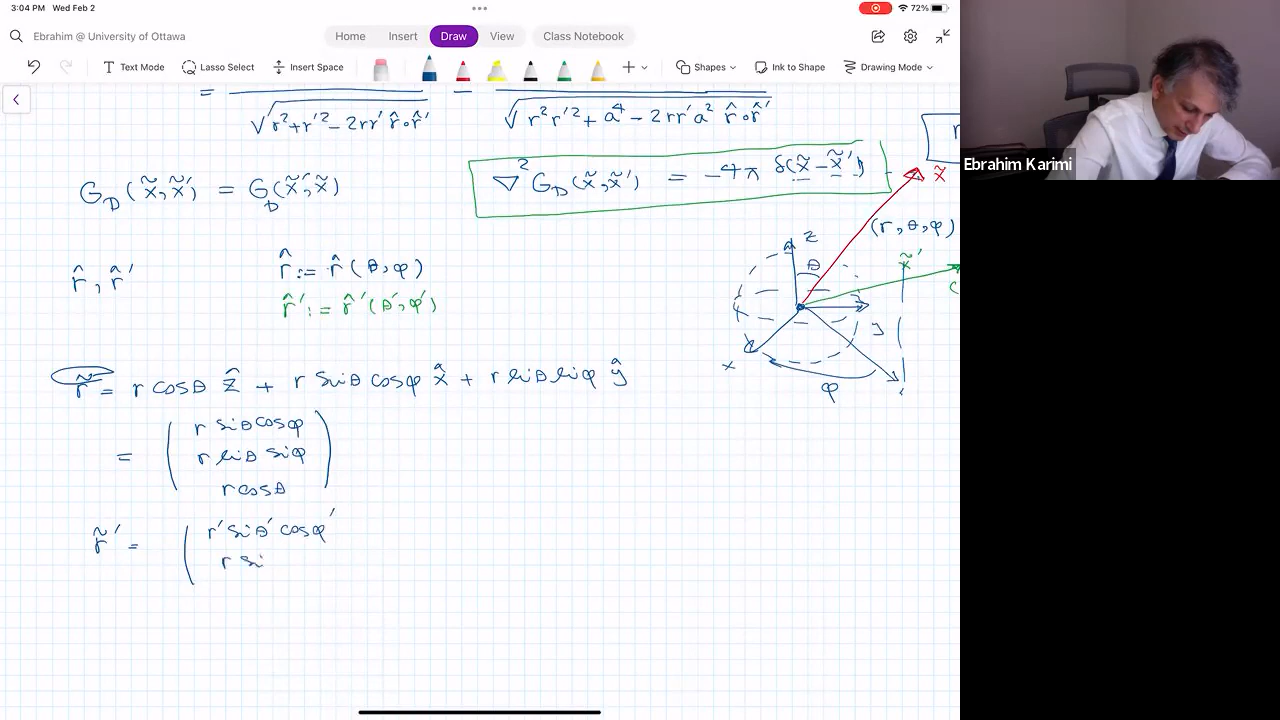 3:04 PM Wed Feb 2
72%
Ebrahim @ University of Ottawa
Home Insert Draw View Class Notebook
Text Mode Lasso Select Insert Space Shapes Ink to Shape Drawing Mode
= √r²+r'²-2rr' r̂∘r̂' - √r²r'²+a⁴-2rr'a² r̂∘r̂'
G_D(x̃,x̃') = G_D(x̃',x̃)
∇² G_D(x̃,x̃') = -4π δ(x̃-x̃')
x̃
(r,θ,φ)
z
θ
x̃'
y
x
φ
r̂, r̂'
r̂ := r̂(θ,φ)
r̂' := r̂'(θ',φ')
r̃ = r cosθ ẑ + r sinθ cosφ x̂ + r sinθ sinφ ŷ
= ( r sinθ cosφ
r sinθ sinφ
r cosθ )
r̃' = ( r' sinθ' cosφ'
r si
Ebrahim Karimi